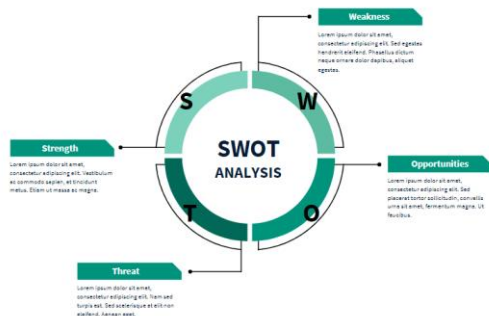 Weakness
Lorem ipsum dolor sit amet,
consectetur adipiscing elit. Sed egestas
hendrerit eleifend. Phasellus dictum
neque ornare dolor dapibus, aliquet
egestas.
S
W
Strength
Lorem ipsum dolor sit amet,
consectetur adipiscing elit. Vestibulum
ac commodo sapien, et tincidunt
metus. Etiam ut massa ac magna.
SWOT
ANALYSIS
Opportunities
Lorem ipsum dolor sit amet,
consectetur adipiscing elit. Sed
placerat tortor sollicitudin, convallis
urna sit amet, fermentum magna. Ut
faucibus.
T
O
Threat
Lorem ipsum dolor sit amet,
consectetur adipiscing elit. Nam sed
turpis est. Sed scelerisque et elit non
eleifend. Aenean eget.